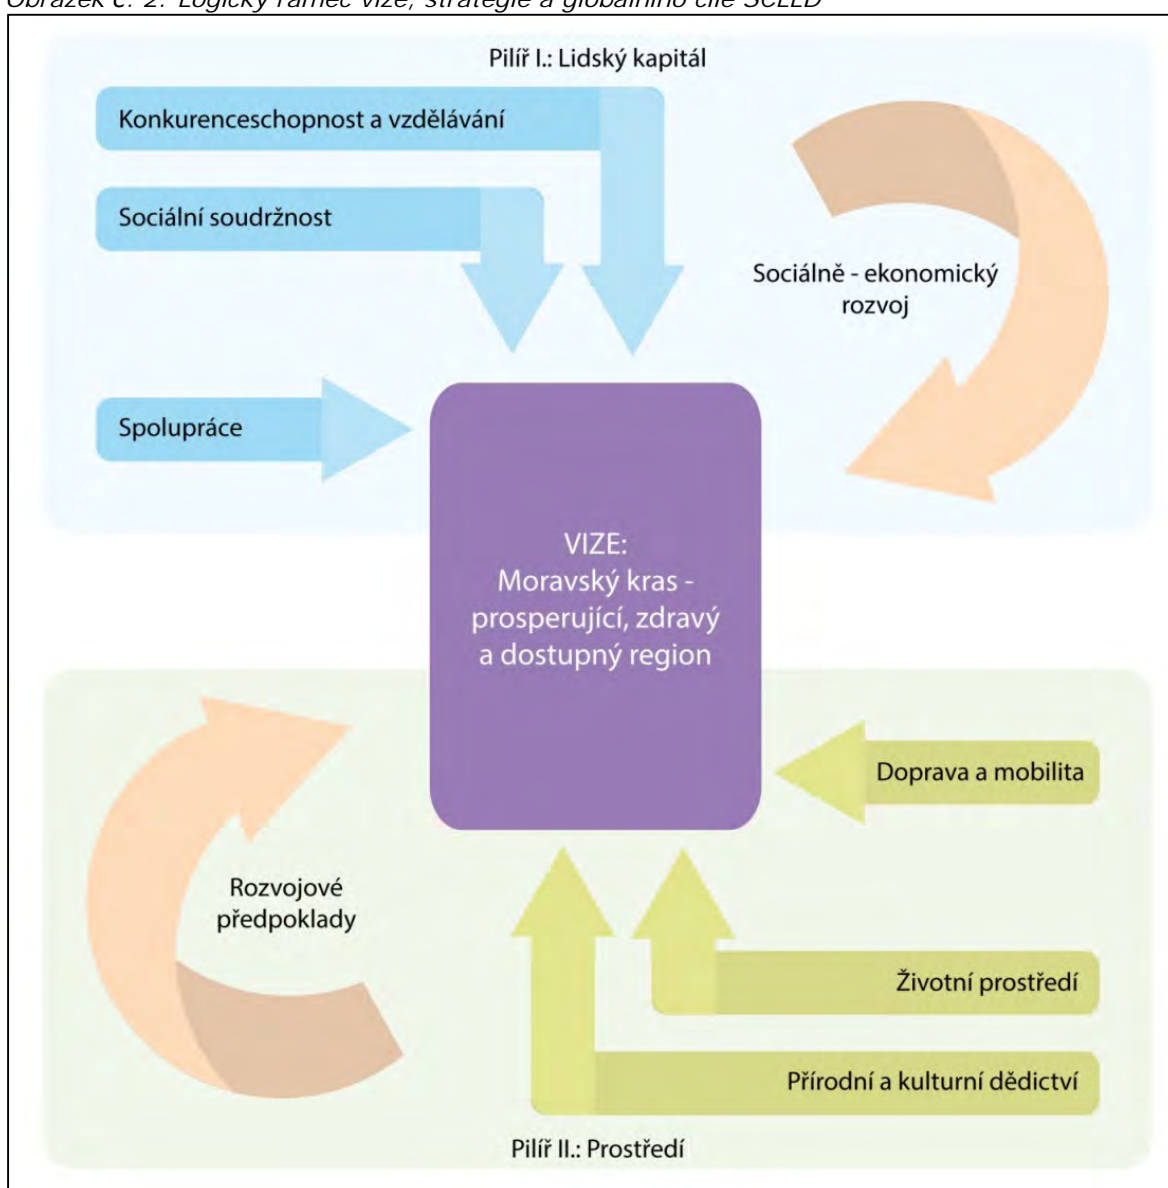 Obrázek č. 2: Logický rámec vize, strategie a globálního cíle SCLLD
Pilíř I.: Lidský kapitál
Konkurenceschopnost a vzdělávání
Sociální soudržnost
Sociálně - ekonomický
rozvoj
Spolupráce
VIZE:
Moravský kras -
prosperující, zdravý
a dostupný region
Doprava a mobilita
Rozvojové
předpoklady
Životní prostředí
Přírodní a kulturní dědictví
Pilíř II.: Prostředí